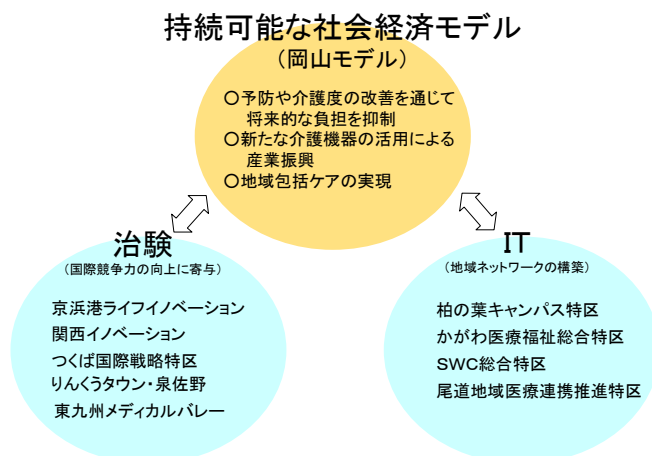 持続可能な社会経済モデル
（岡山モデル）
〇予防や介護度の改善を通じて
将来的な負担を抑制
〇新たな介護機器の活用による
産業振興
〇地域包括ケアの実現
治験
（国際競争力の向上に寄与）
京浜港ライフイノベーション
関西イノベーション
つくば国際戦略特区
りんくうタウン・泉佐野
東九州メディカルバレー
IT
（地域ネットワークの構築）
柏の葉キャンパス特区
かがわ医療福祉総合特区
SWC総合特区
尾道地域医療連携推進特区